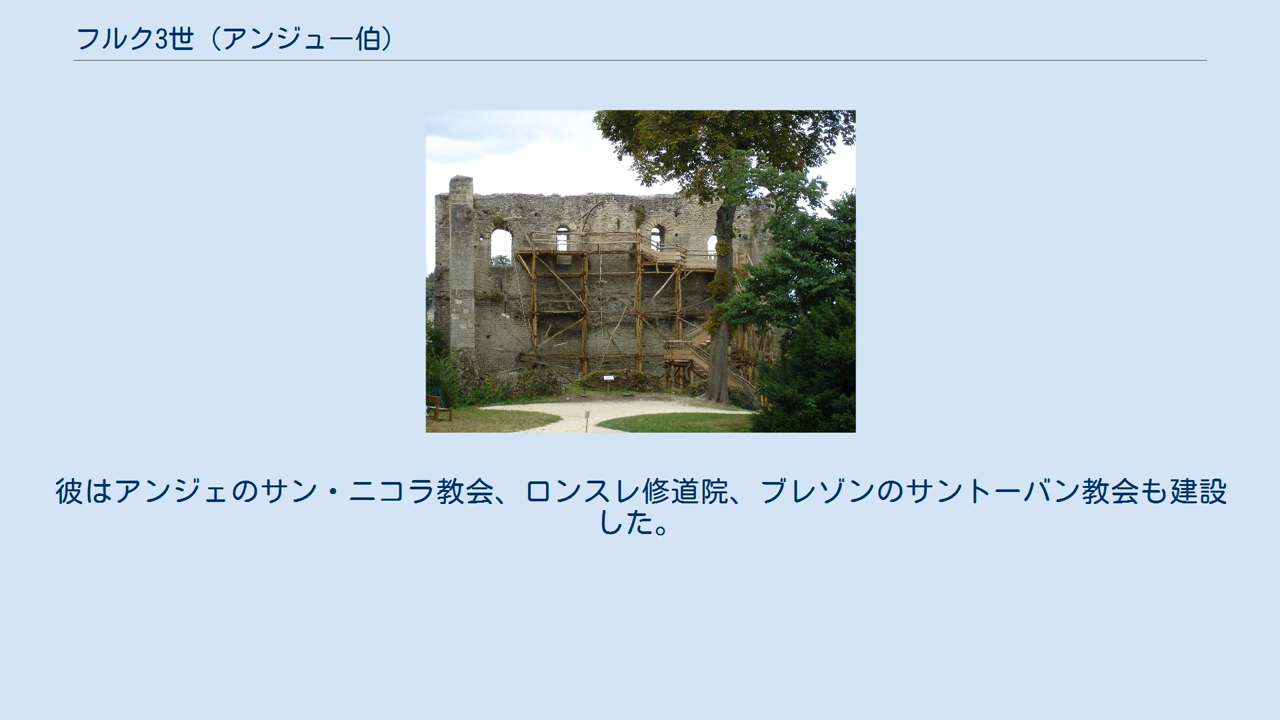 フルク3世（アンジュー伯）
彼はアンジェのサン・ニコラ教会、ロンスレ修道院、ブレゾンのサントーバン教会も建設
した。